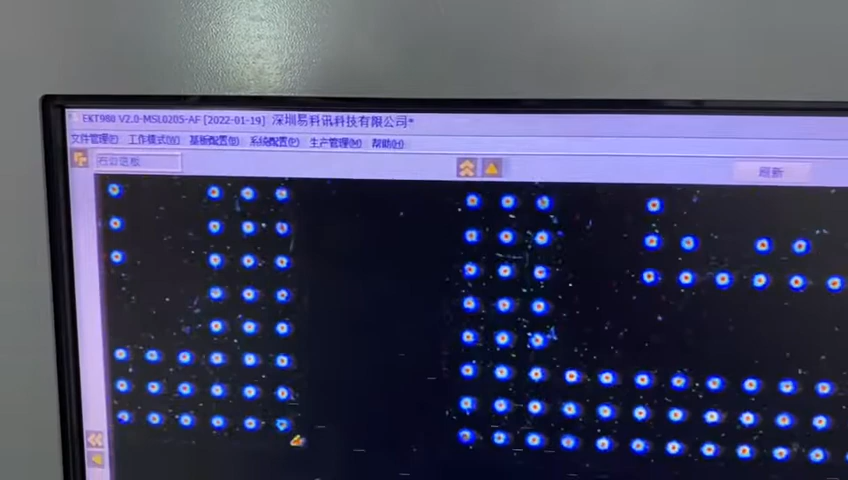 EKT980 V2.0-MSL0205-AF [2022-01-19] 深圳易科讯科技有限公司*
文件管理(F) 工作模式(W) 基板配置(B) 系统配置(P) 生产管理(M) 帮助(H)
刷新